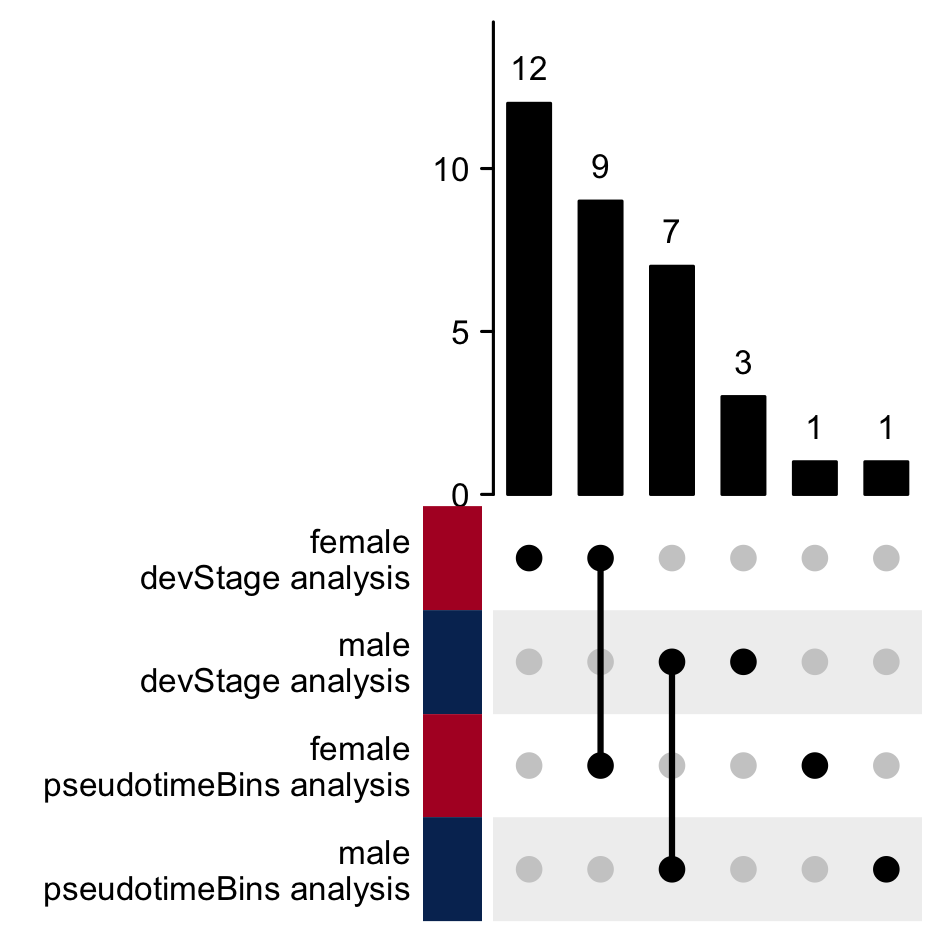 12
9
7
3
1
1
10
5
0
female
devStage analysis
male
devStage analysis
female
pseudotimeBins analysis
male
pseudotimeBins analysis